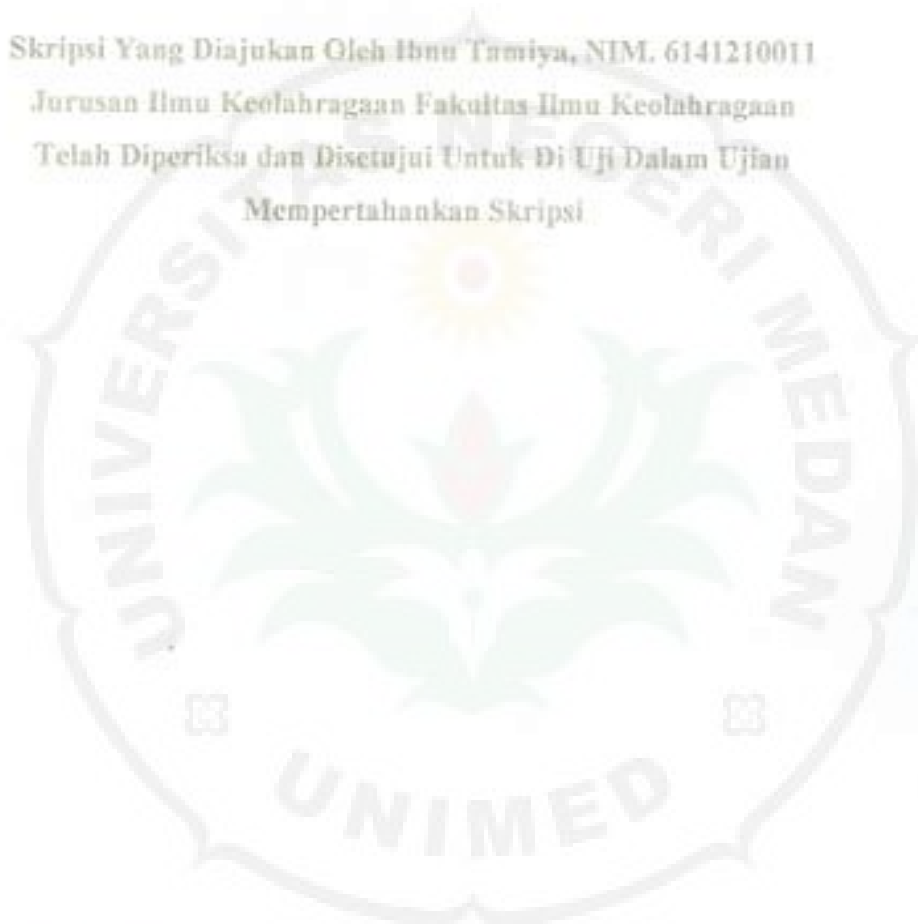 Skripsi Yang Diajukan Oleh Ibnu Tamiya, NIM. 6141210011
Jurusan Ilmu Keolahragaan Fakultas Ilmu Keolahragaan
Telah Diperiksa dan Disetujui Untuk Di Uji Dalam Ujian
Mempertahankan Skripsi
UNIVERSITAS NEGERI MEDAN
UNIMED